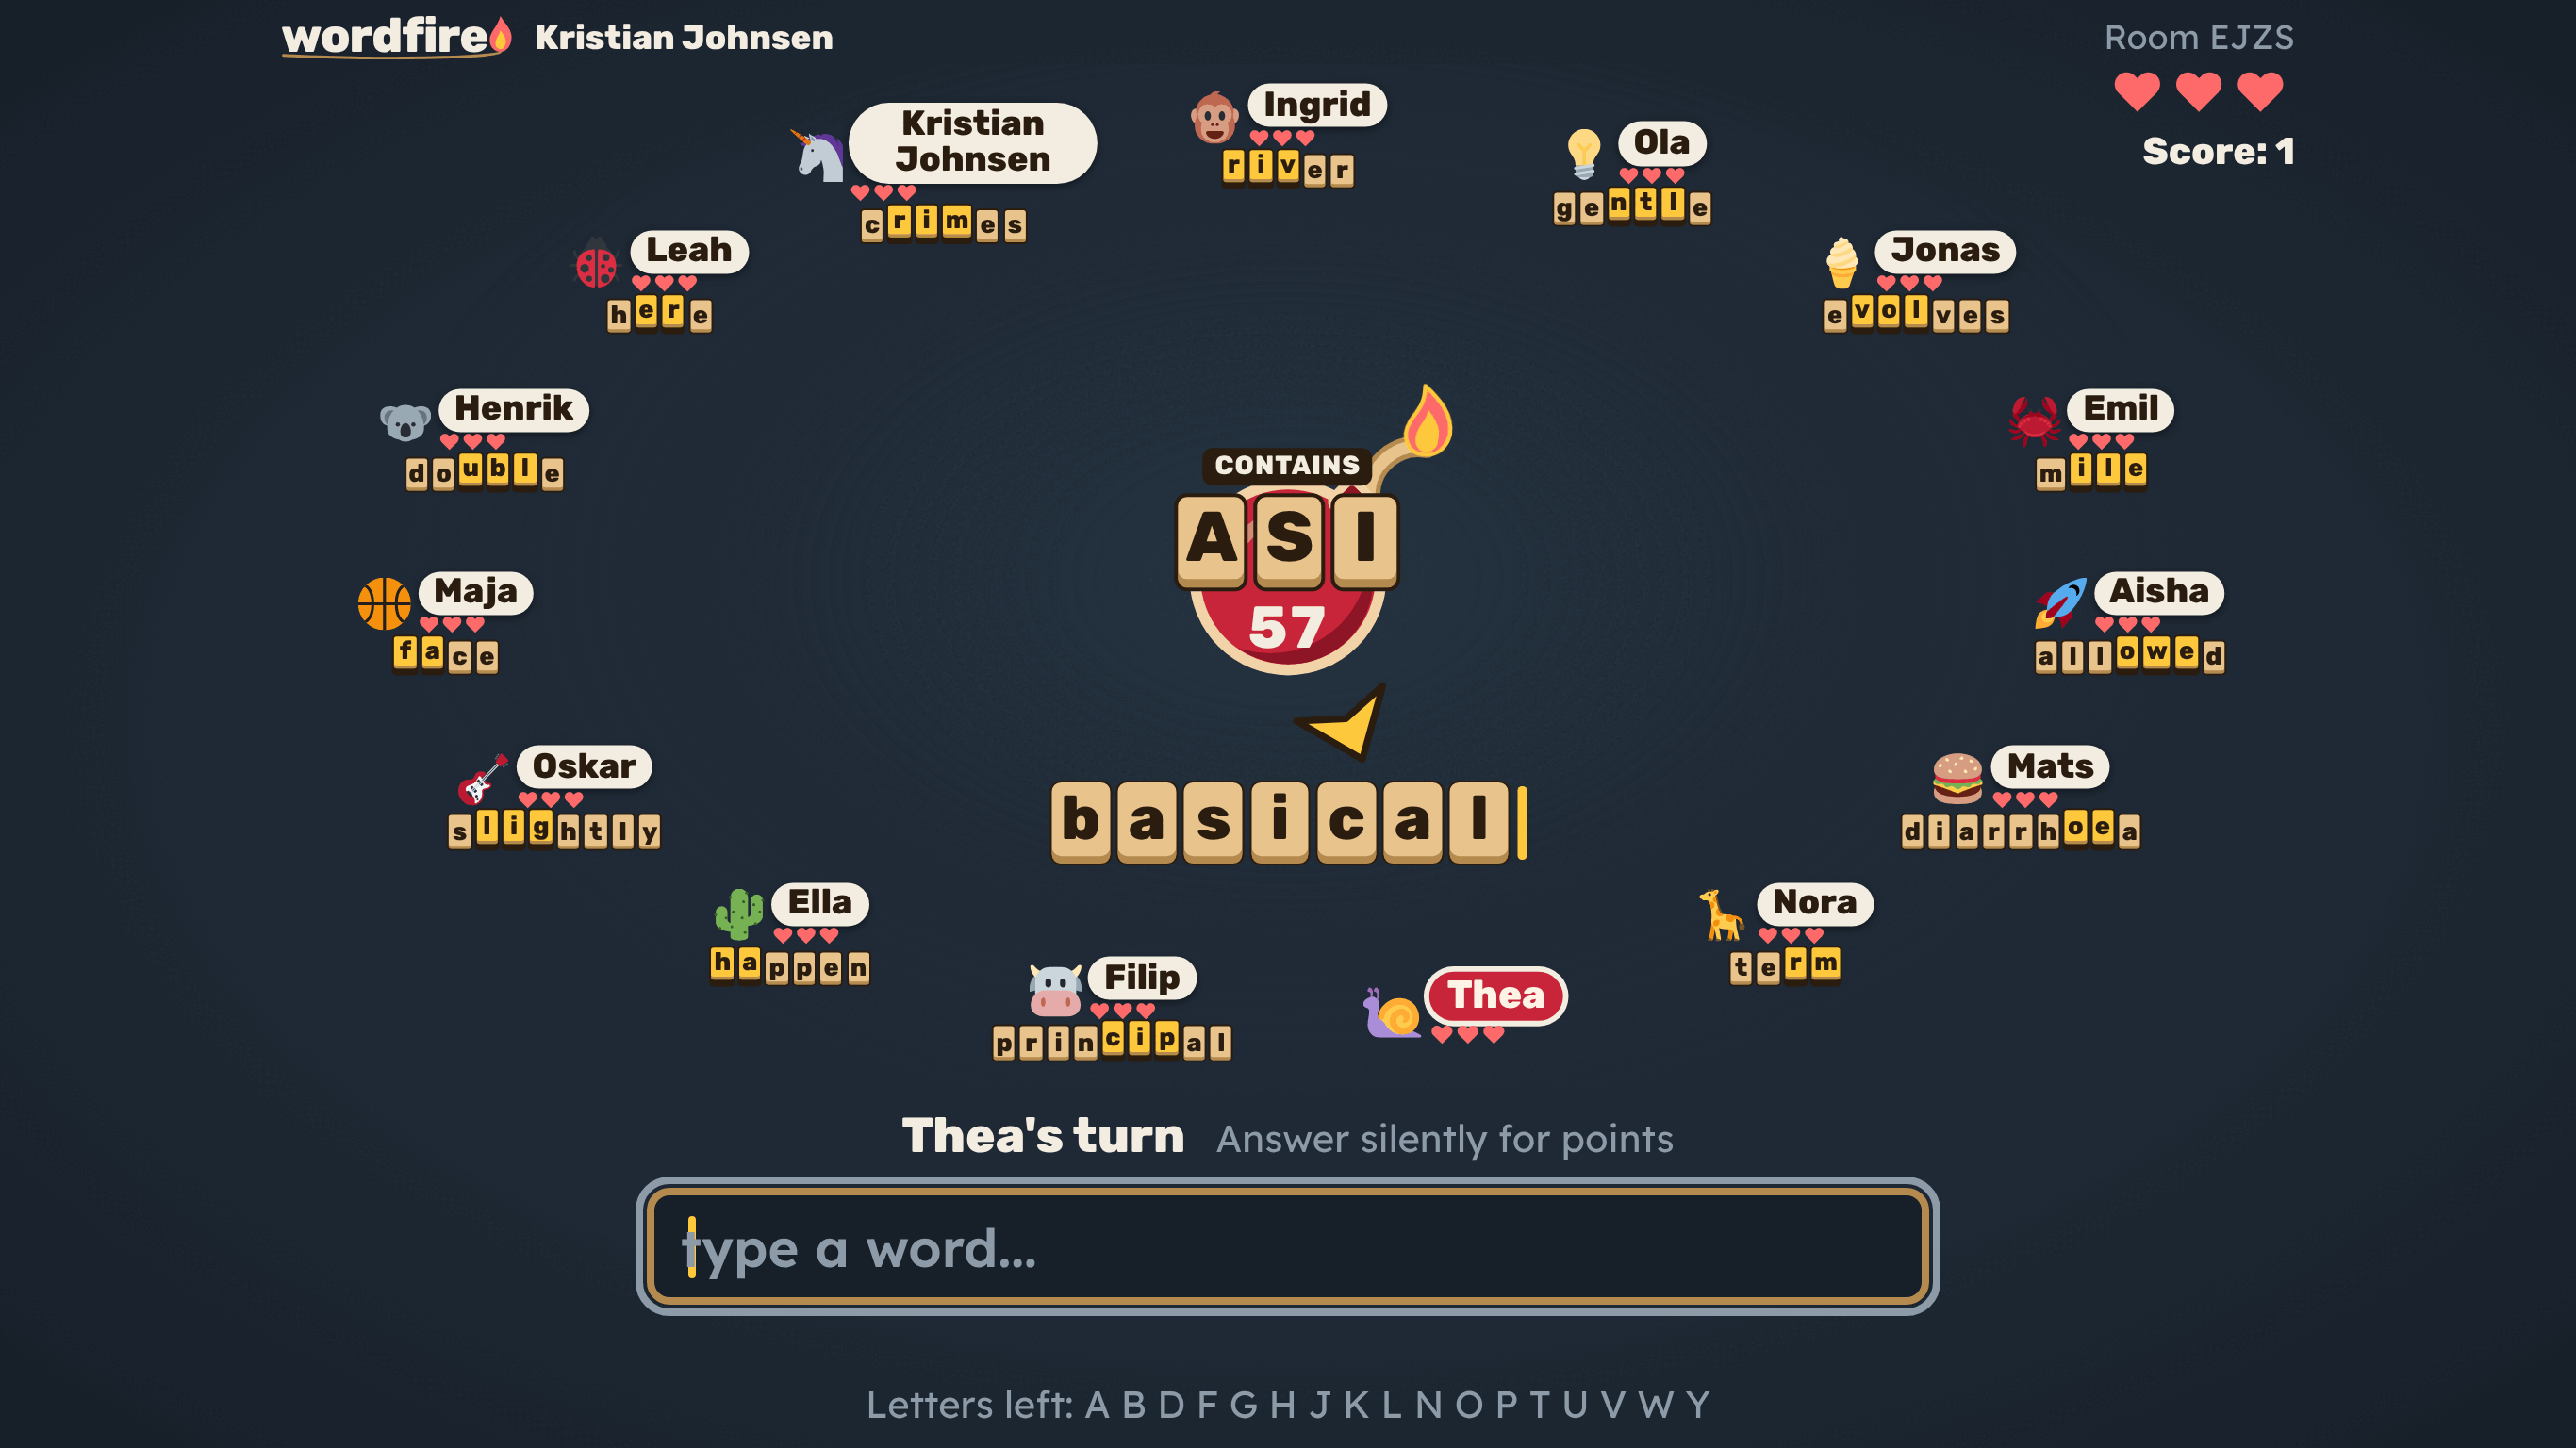 wordfire Kristian Johnsen
Room EJZS
Score: 1
Ingrid
river
Kristian
Johnsen
crimes
Ola
gentle
Leah
here
Jonas
evolves
Henrik
double
Emil
mile
CONTAINS
ASI
57
Maja
face
Aisha
allowed
Oskar
slightly
basical
Mats
diarrhoea
Ella
happen
Nora
term
Filip
principal
Thea
Thea's turn Answer silently for points
type a word...
Letters left: A B D F G H J K L N O P T U V W Y